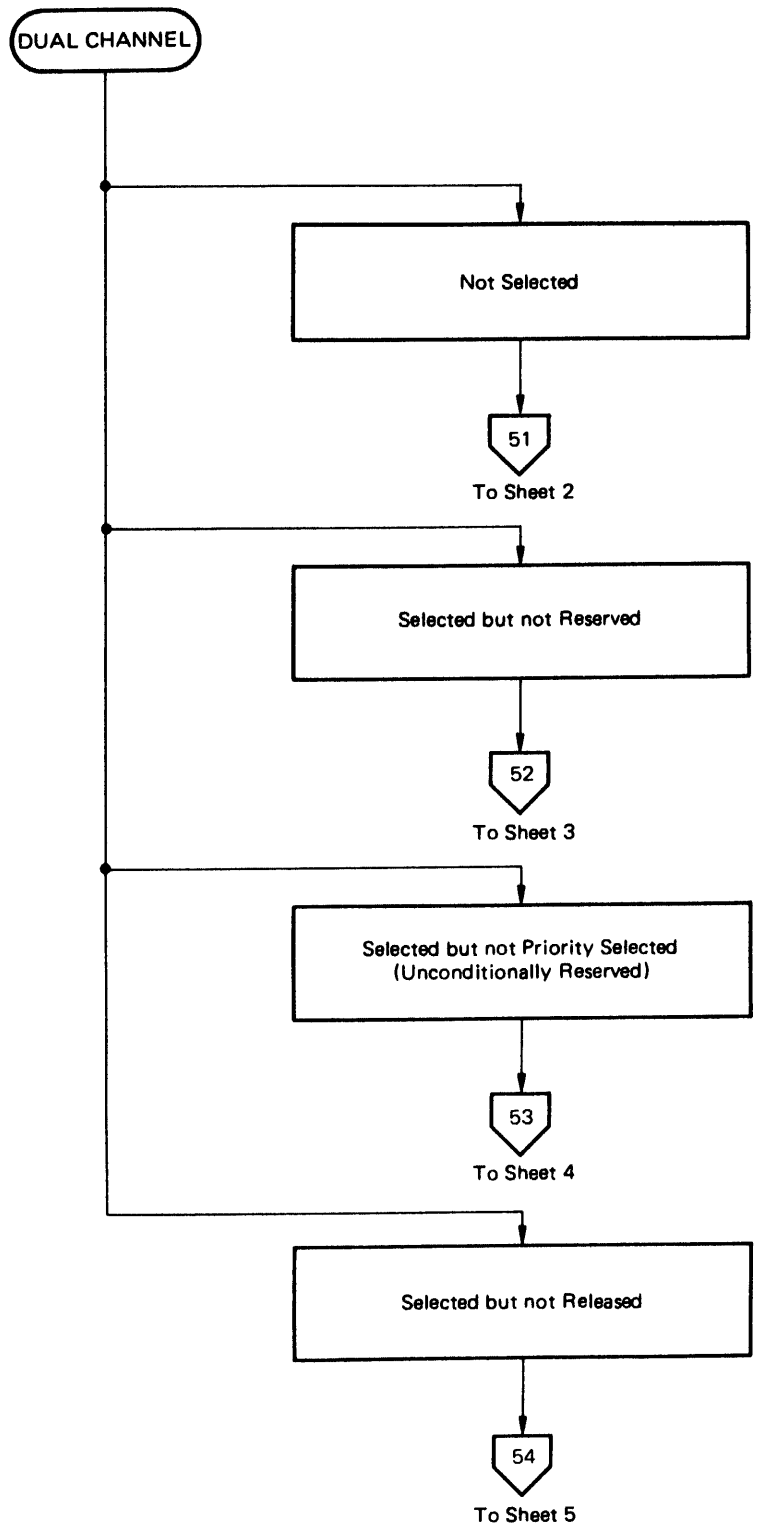 DUAL CHANNEL
Not Selected
51
To Sheet 2
Selected but not Reserved
52
To Sheet 3
Selected but not Priority Selected
(Unconditionally Reserved)
53
To Sheet 4
Selected but not Released
54
To Sheet 5